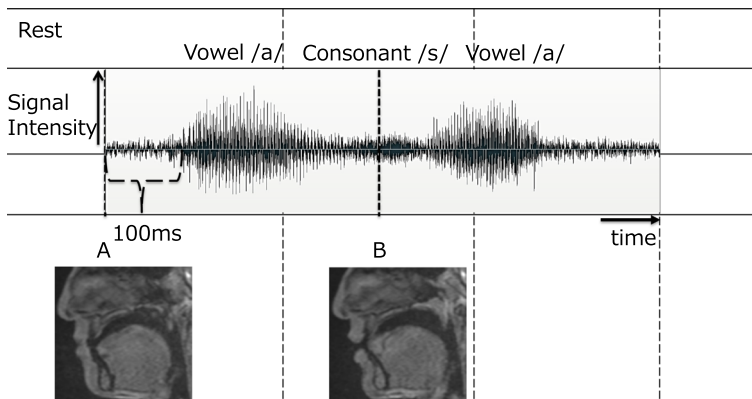 Rest
Vowel /a/ Consonant /s/ Vowel /a/
Signal
Intensity
100ms
time
A B